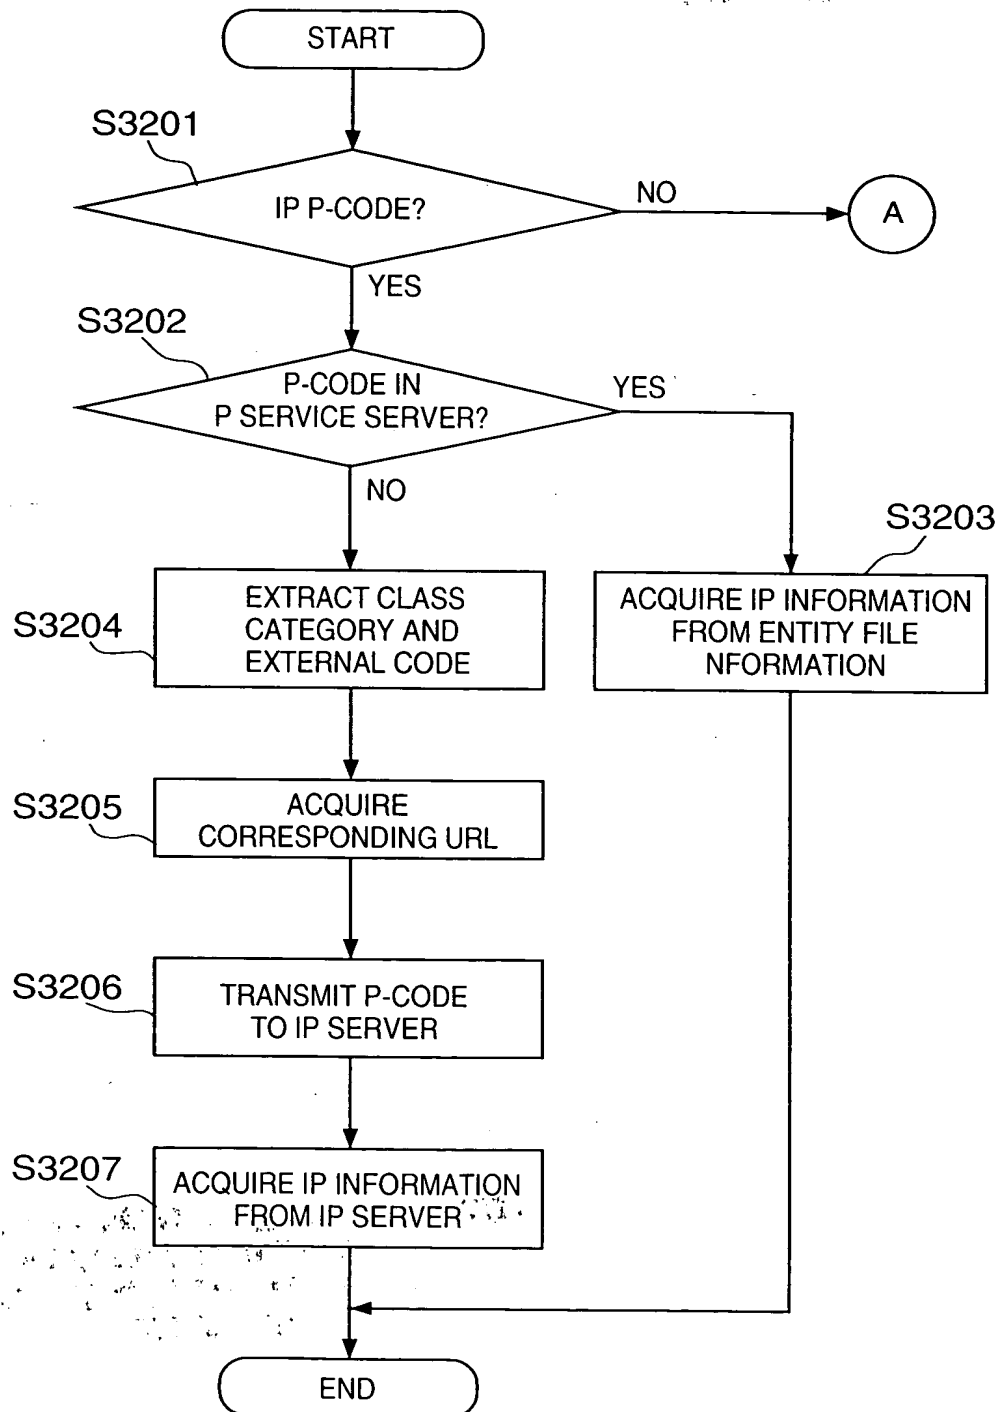 START
S3201
IP P-CODE?
NO
A
YES
S3202
P-CODE IN
P SERVICE SERVER?
YES
NO
S3203
ACQUIRE IP INFORMATION
FROM ENTITY FILE
NFORMATION
S3204
EXTRACT CLASS
CATEGORY AND
EXTERNAL CODE
S3205
ACQUIRE
CORRESPONDING URL
S3206
TRANSMIT P-CODE
TO IP SERVER
S3207
ACQUIRE IP INFORMATION
FROM IP SERVER
END